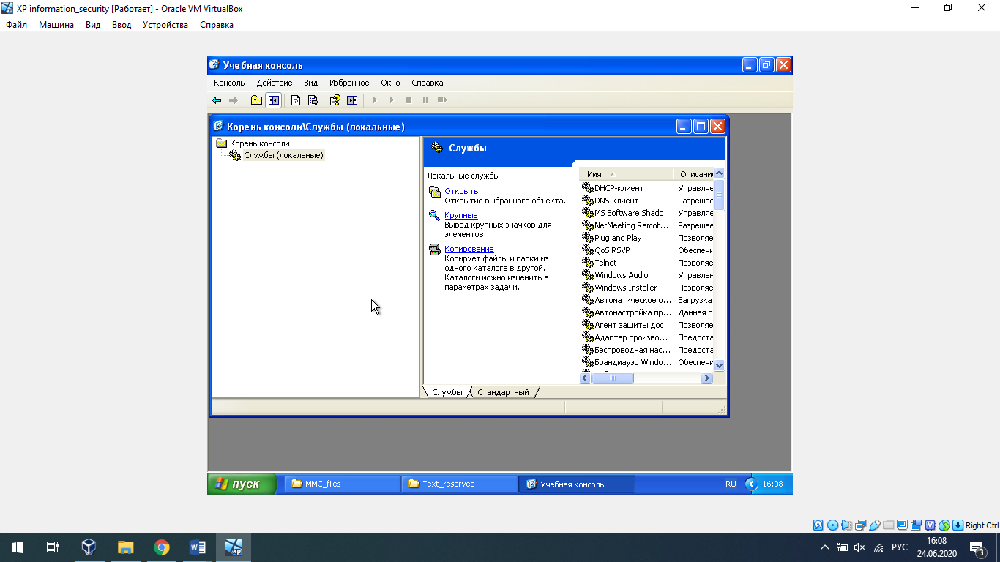 XP information_security [Работает] - Oracle VM VirtualBox
Файл Машина Вид Ввод Устройства Справка
Учебная консоль
Консоль Действие Вид Избранное Окно Справка
Корень консоли\Службы (локальные)
Корень консоли
Службы (локальные)
Службы
Локальные службы
Открыть
Открытие выбранного объекта.
Крупные
Вывод крупных значков для
элементов.
Копирование
Копирует файлы и папки из
одного каталога в другой.
Каталоги можно изменить в
параметрах задачи.
Имя Описани
DHCP-клиент Управляе
DNS-клиент Разрешае
MS Software Shado... Управляе
NetMeeting Remot... Разрешае
Plug and Play Позволяе
QoS RSVP Обеспечи
Telnet Позволяе
Windows Audio Управлен
Windows Installer Позволяе
Автоматическое о... Загрузка
Автонастройка пр... Данная с
Агент защиты дос... Позволяе
Адаптер произво... Предоста
Беспроводная нас... Предоста
Брандмауэр Windo... Обеспечи
Службы Стандартный
пуск MMC_files Text_reserved Учебная консоль RU 16:08
Right Ctrl
РУС 16:08
24.06.2020
3